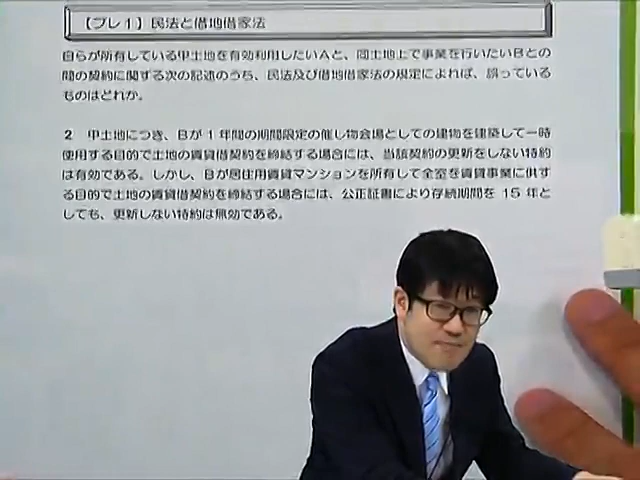 【プレ１】民法と借地借家法
自らが所有している甲土地を有効利用したいＡと、同土地上で事業を行いたいＢとの
間の契約に関する次の記述のうち、民法及び借地借家法の規定によれば、誤っている
ものはどれか。
２　甲土地につき、Ｂが１年間の期間限定の催し物会場としての建物を建築して一時
使用する目的で土地の賃貸借契約を締結する場合には、当該契約の更新をしない特約
は有効である。しかし、Ｂが居住用賃貸マンションを所有して全室を賃貸事業に供す
る目的で土地の賃貸借契約を締結する場合には、公正証書により存続期間を 15 年と
しても、更新しない特約は無効である。